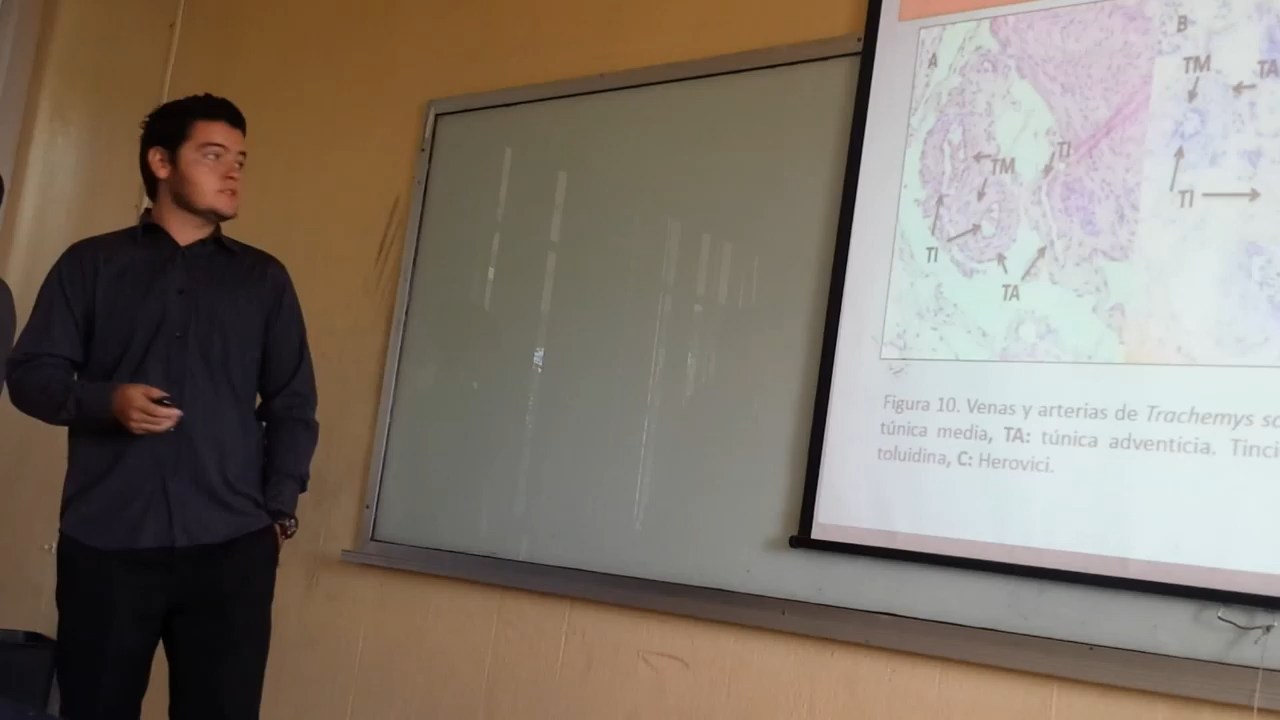 A
TM
TI
TI
TA
B
TM
TA
TI
Figura 10. Venas y arterias de Trachemys
túnica media, TA: túnica adventicia.
toluidina, C: Herovici.